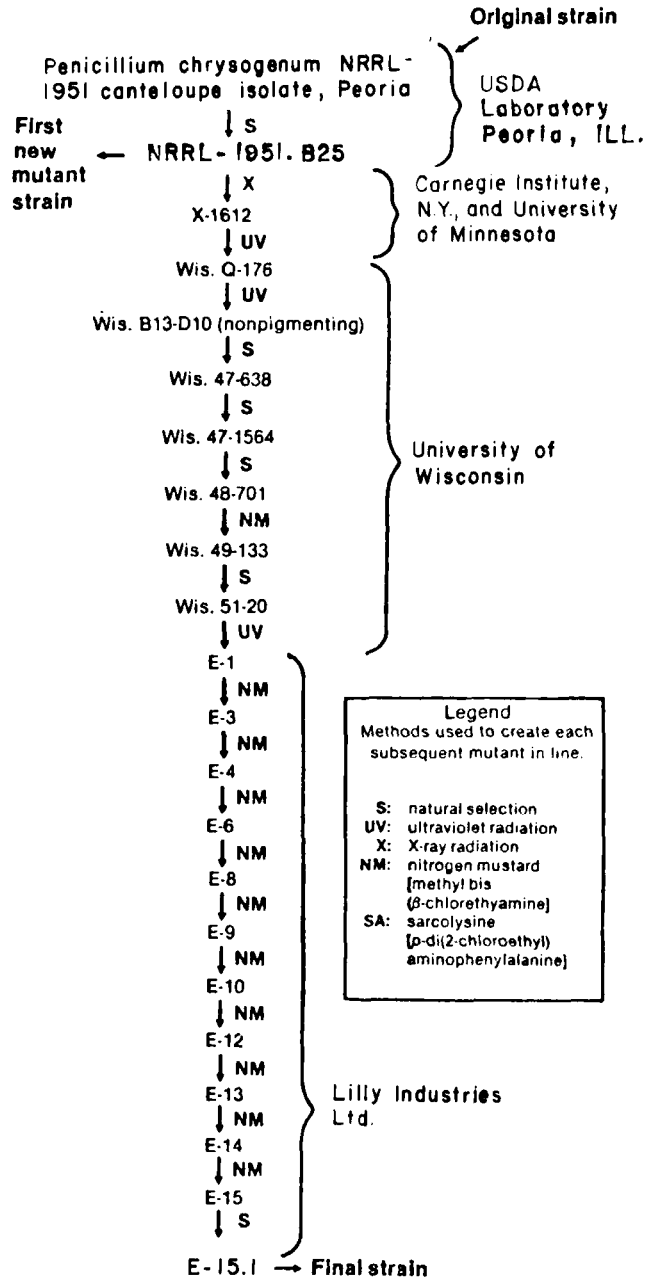 Original strain
Penicillium chrysogenum NRRL-
1951 canteloupe isolate, Peoria
USDA
Laboratory
Peoria, ILL.
S
First
new
mutant
strain
NRRL-1951.B25
X
Carnegie Institute,
N.Y., and University
of Minnesota
X-1612
UV
Wis. Q-176
UV
Wis. B13-D10 (nonpigmenting)
S
Wis. 47-638
S
Wis. 47-1564
S
Wis. 48-701
NM
Wis. 49-133
S
Wis. 51-20
UV
University of
Wisconsin
E-1
NM
E-3
NM
E-4
NM
E-6
NM
E-8
NM
E-9
NM
E-10
NM
E-12
NM
E-13
NM
E-14
NM
E-15
S
E-15.1
Final strain
Lilly Industries
Ltd.
Legend
Methods used to create each
subsequent mutant in line.
S: natural selection
UV: ultraviolet radiation
X: X-ray radiation
NM: nitrogen mustard
[methyl bis
(β-chlorethyamine]
SA: sarcolysine
[p-di(2-chloroethyl)
aminophenylalanine]